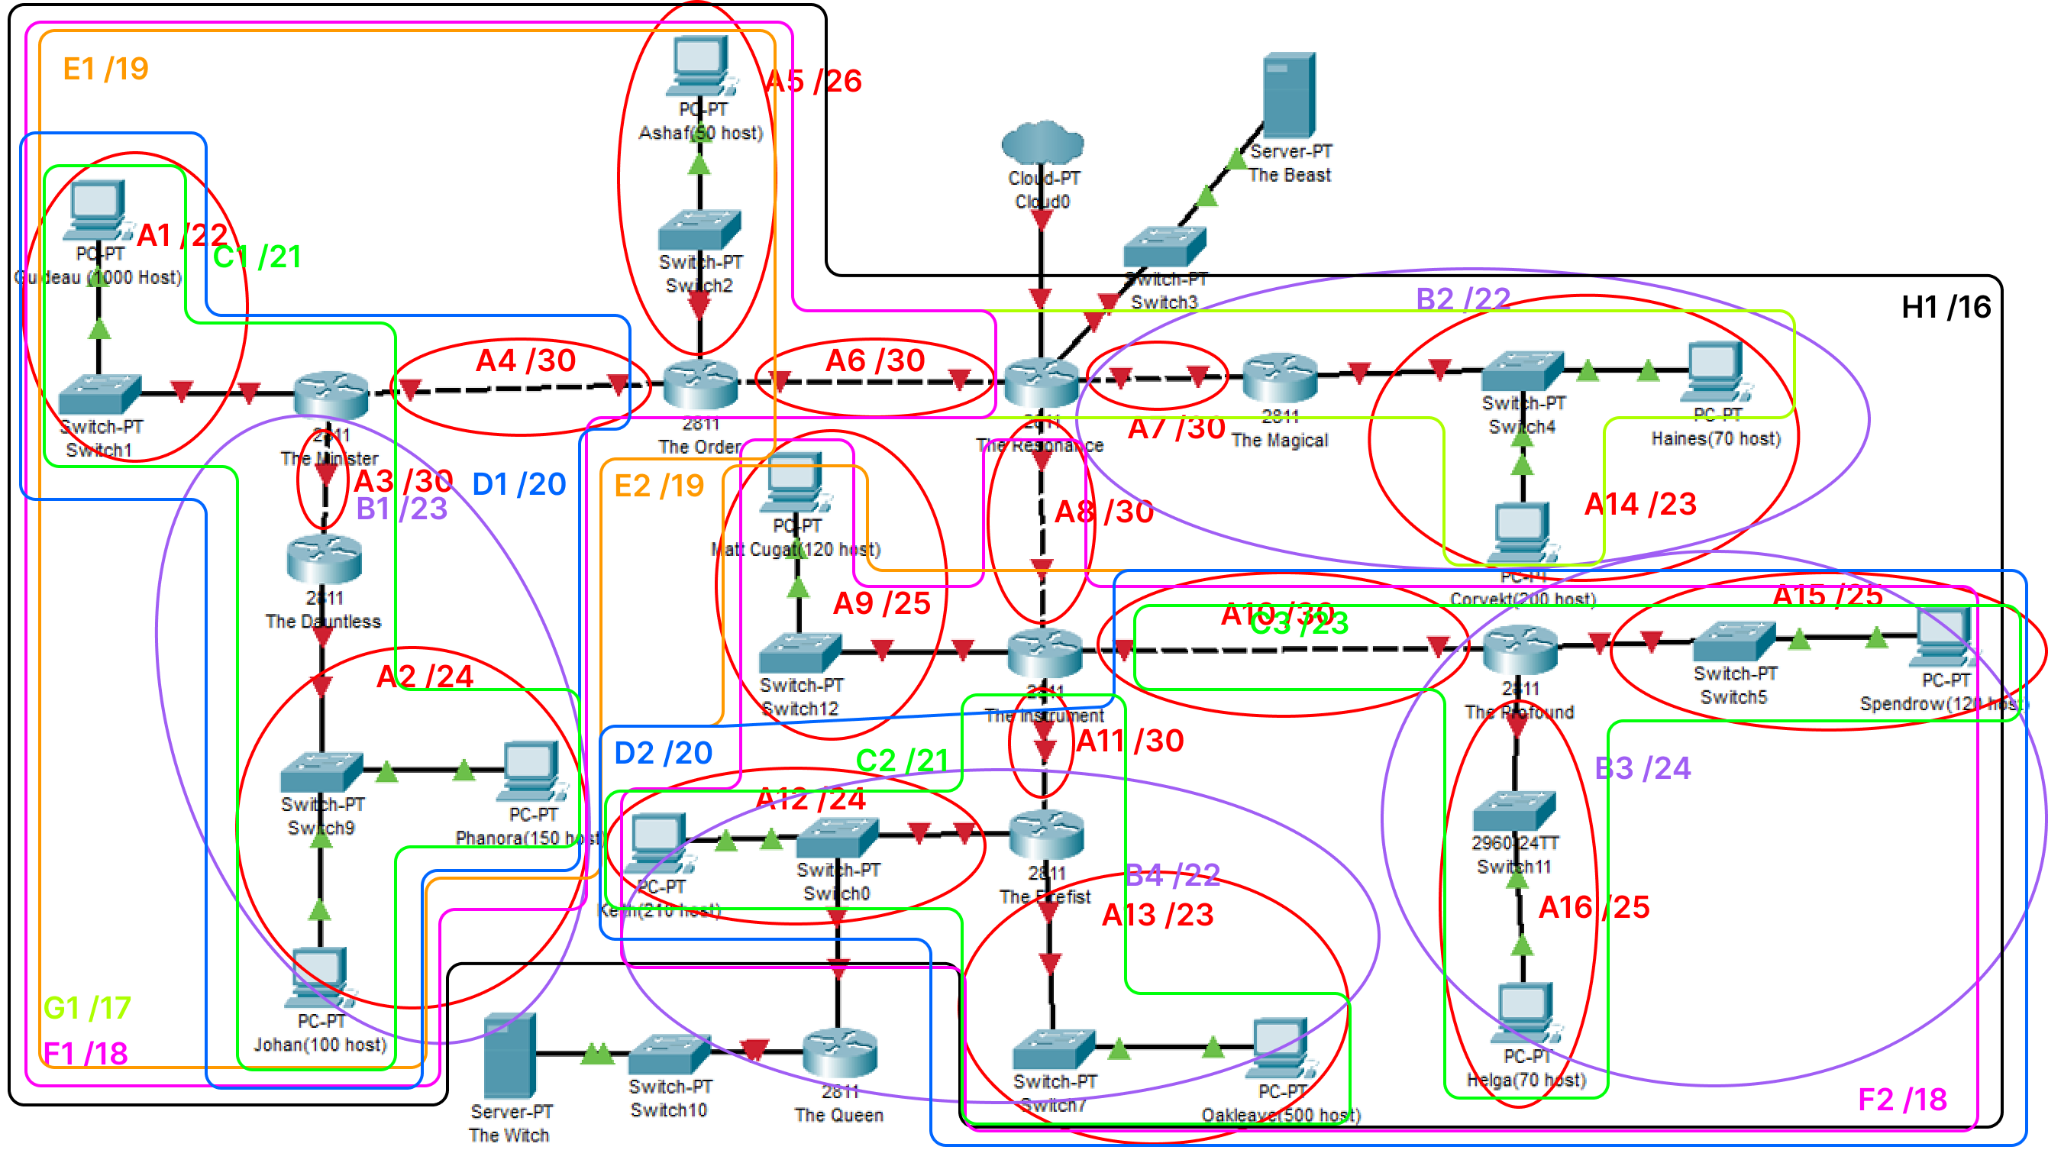 E1 /19
PC-PT
Ashaf(50 host)
A5 /26
Server-PT
The Beast
Cloud-PT
Cloud0
PC-PT
Gudeau (1000 Host)
A1 /22
C1 /21
Switch-PT
Switch2
Switch-PT
Switch3
B2 /22
H1 /16
A4 /30
A6 /30
Switch-PT
Switch1
2811
The Minister
2811
The Order
2811
The Resonance
A7 /30
2811
The Magical
Switch-PT
Switch4
PC-PT
Haines(70 host)
A3 /30
B1 /23
D1 /20
E2 /19
PC-PT
Matt Cugat(120 host)
A8 /30
A14 /23
PC-PT
Corvekt(200 host)
2811
The Dauntless
A9 /25
A10 /30
C3 /23
A15 /25
Switch-PT
Switch12
2811
The Instrument
2811
The Profound
Switch-PT
Switch5
PC-PT
Spendrow(120 host)
A2 /24
A11 /30
D2 /20
C2 /21
B3 /24
Switch-PT
Switch9
PC-PT
Phanora(150 host)
A12 /24
PC-PT
Keith(210 host)
Switch-PT
Switch0
2811
The Firefist
B4 /22
A13 /23
2960-24TT
Switch11
A16 /25
PC-PT
Johan(100 host)
G1 /17
F1 /18
Server-PT
The Witch
Switch-PT
Switch10
2811
The Queen
Switch-PT
Switch7
PC-PT
Oakleave(500 host)
PC-PT
Helga(70 host)
F2 /18